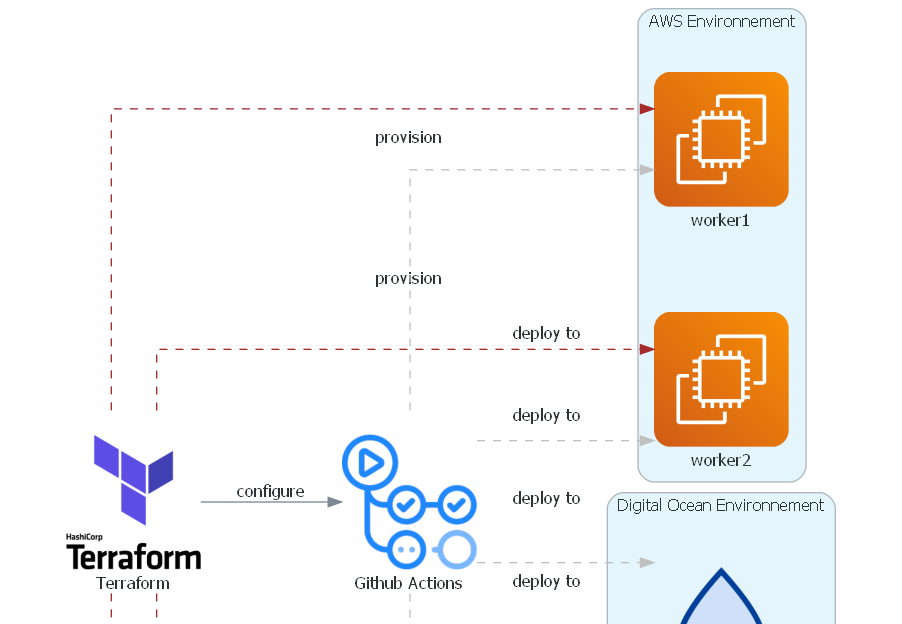 AWS Environnement
provision
worker1
provision
deploy to
deploy to
worker2
configure
deploy to
Digital Ocean Environnement
HashiCorp
Terraform
Terraform
Github Actions
deploy to